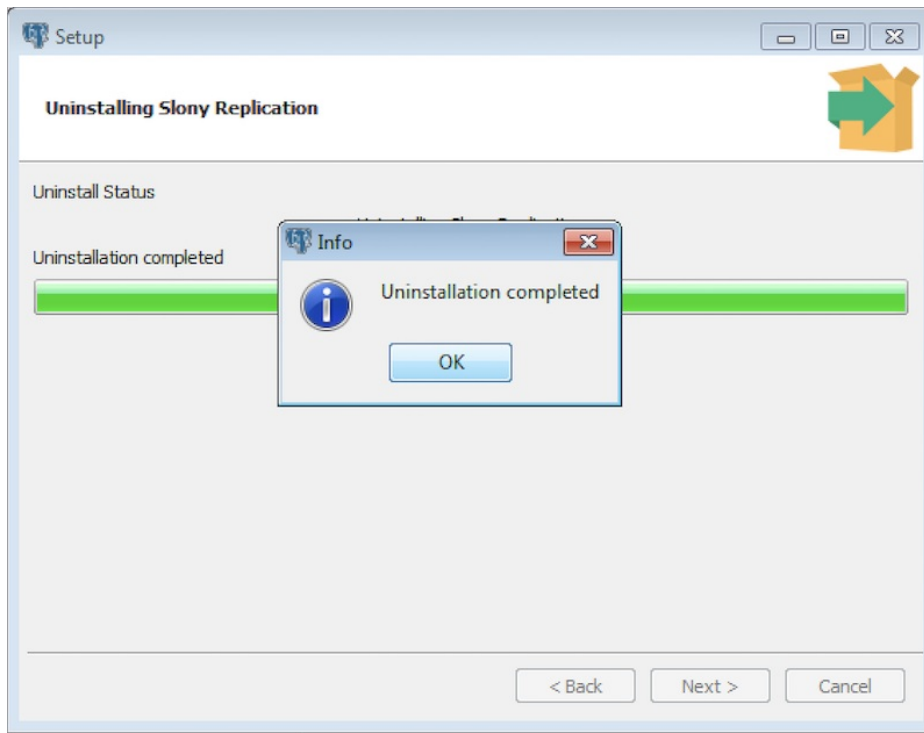 Setup
Uninstalling Slony Replication
Uninstall Status
Uninstallation completed
Info
Uninstallation completed
OK
< Back
Next >
Cancel